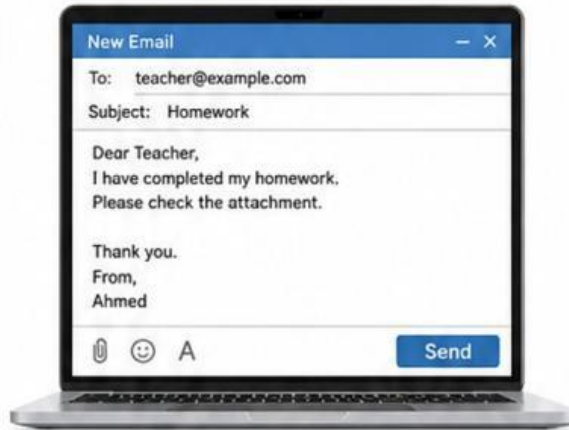 New Email
To: teacher@example.com
Subject: Homework
Dear Teacher,
I have completed my homework.
Please check the attachment.
Thank you.
From,
Ahmed
A
Send